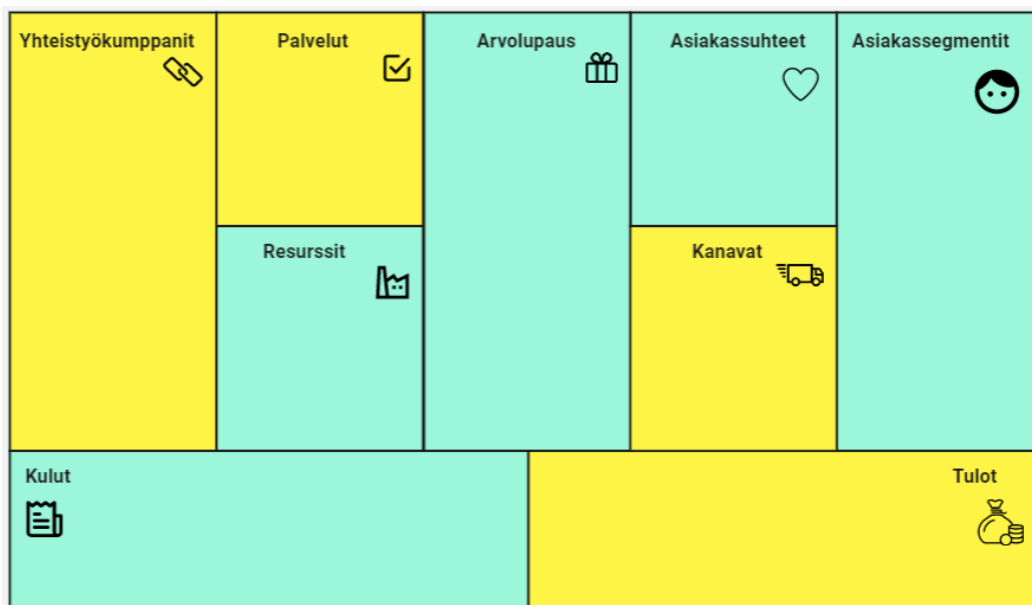 Yhteistyökumppanit
Palvelut
Arvolupaus
Asiakassuhteet
Asiakassegmentit
Resurssit
Kanavat
Kulut
Tulot